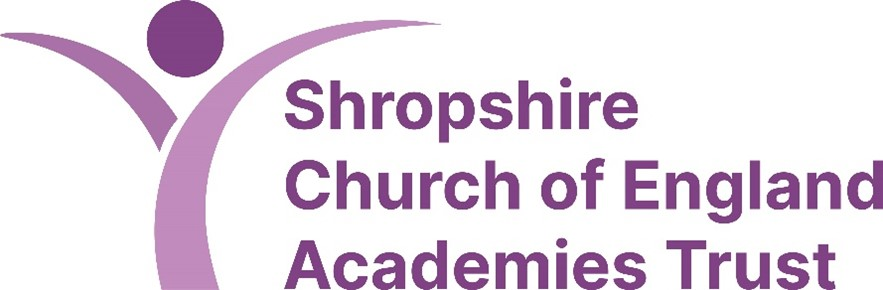 Shropshire
Church of England
Academies Trust